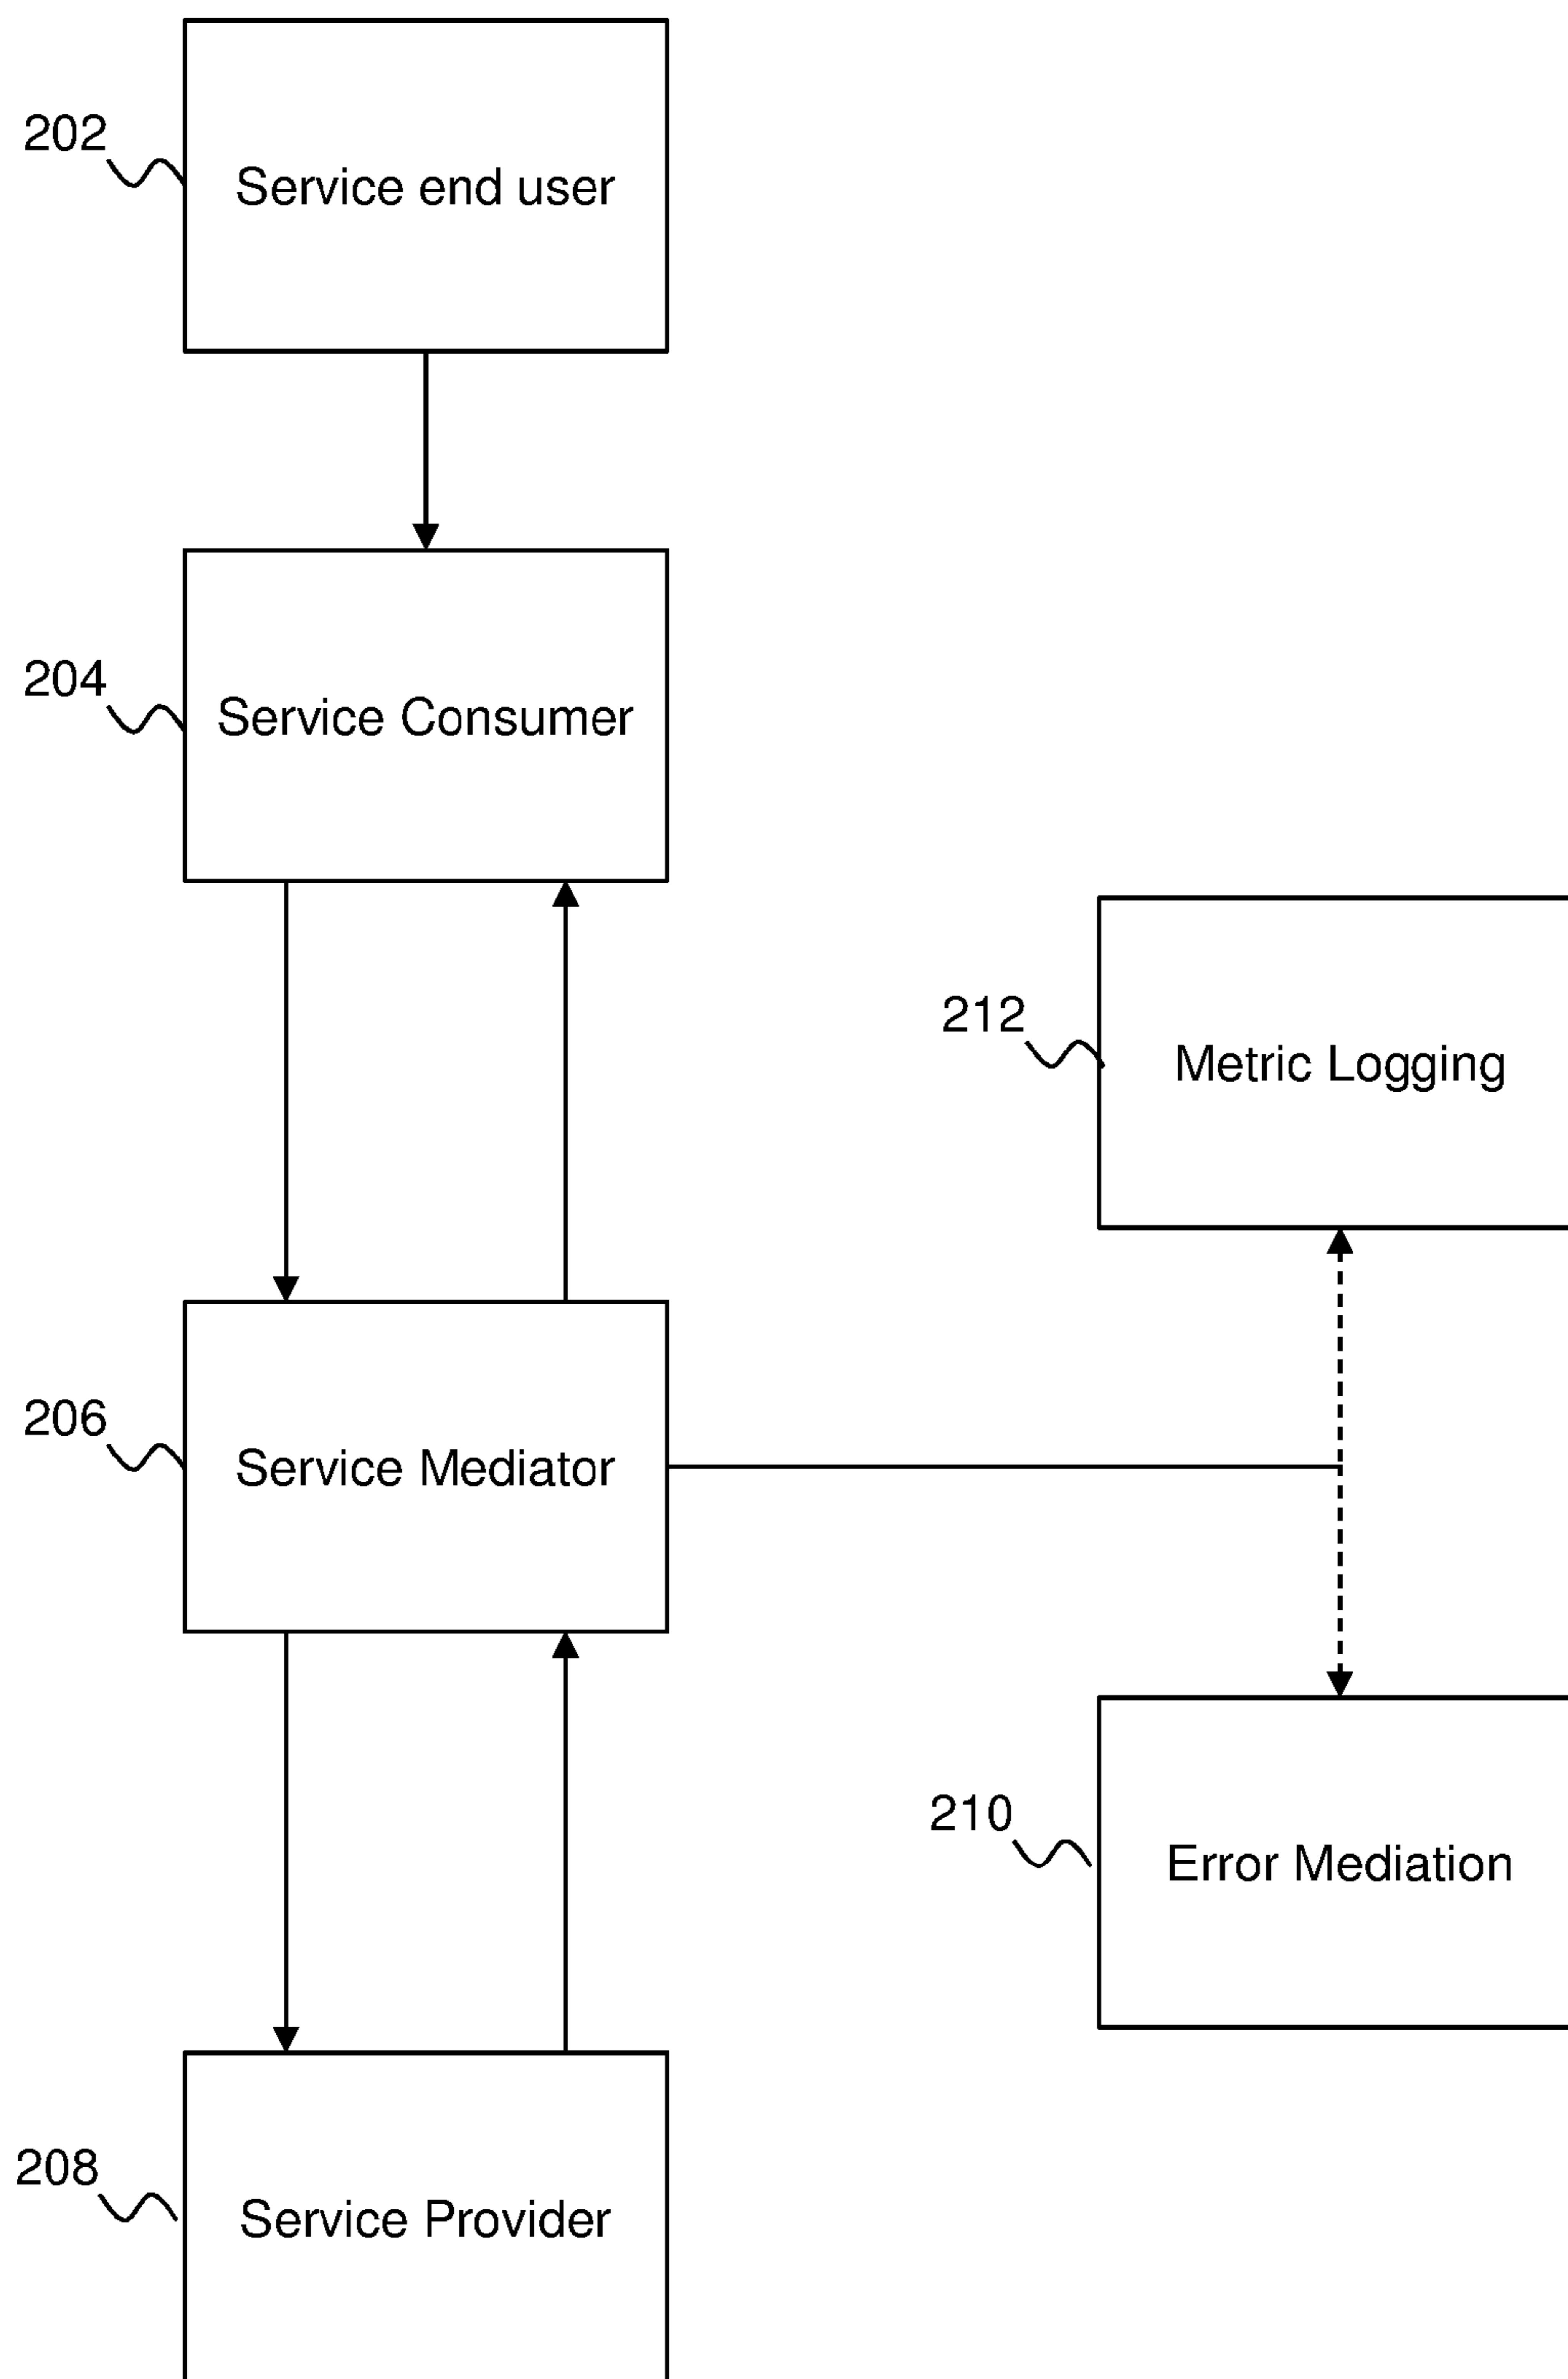 202
Service end user
204
Service Consumer
212
Metric Logging
206
Service Mediator
210
Error Mediation
208
Service Provider